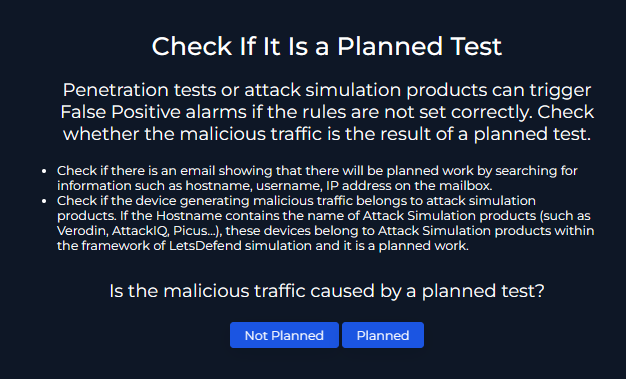 Check If It Is a Planned Test
Penetration tests or attack simulation products can trigger
False Positive alarms if the rules are not set correctly. Check
whether the malicious traffic is the result of a planned test.
• Check if there is an email showing that there will be planned work by searching for
information such as hostname, username, IP address on the mailbox.
• Check if the device generating malicious traffic belongs to attack simulation
products. If the Hostname contains the name of Attack Simulation products (such as
Verodin, AttackIQ, Picus...), these devices belong to Attack Simulation products within
the framework of LetsDefend simulation and it is a planned work.
Is the malicious traffic caused by a planned test?
Not Planned Planned